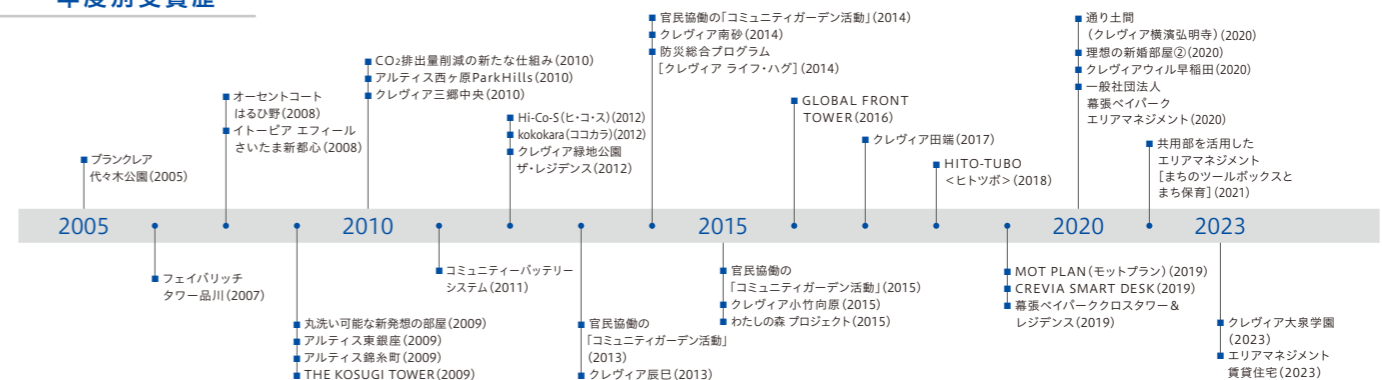 年度別受賞歴
ブランクレア
代々木公園(2005)
オーセントコート
はるひ野(2008)
イトーピア エフィール
さいたま新都心(2008)
CO2排出量削減の新たな仕組み(2010)
アルティス西ヶ原ParkHills(2010)
クレヴィア三郷中央(2010)
Hi-Co-S(ヒ・コ・ス)(2012)
kokokara(ココカラ)(2012)
クレヴィア緑地公園
ザ・レジデンス(2012)
官民協働の「コミュニティガーデン活動」(2014)
クレヴィア南砂(2014)
防災総合プログラム
[クレヴィア ライフ・ハグ](2014)
GLOBAL FRONT
TOWER(2016)
クレヴィア田端(2017)
HITO-TUBO
<ヒトツボ>(2018)
通り土間
(クレヴィア横濱弘明寺)(2020)
理想の新婚部屋②(2020)
クレヴィアウィル早稲田(2020)
一般社団法人
幕張ベイパーク
エリアマネジメント(2020)
共用部を活用した
エリアマネジメント
[まちのツールボックスと
まち保育](2021)
2005
2010
2015
2020
2023
フェイバリッチ
タワー品川(2007)
丸洗い可能な新発想の部屋(2009)
アルティス東銀座(2009)
アルティス錦糸町(2009)
THE KOSUGI TOWER(2009)
コミュニティーバッテリー
システム(2011)
官民協働の
「コミュニティガーデン活動」
(2013)
クレヴィア辰巳(2013)
官民協働の
「コミュニティガーデン活動」(2015)
クレヴィア小竹向原(2015)
わたしの森 プロジェクト(2015)
MOT PLAN(モットプラン)(2019)
CREVIA SMART DESK(2019)
幕張ベイパーククロスタワー&
レジデンス(2019)
クレヴィア大泉学園
(2023)
エリアマネジメント
賃貸住宅(2023)